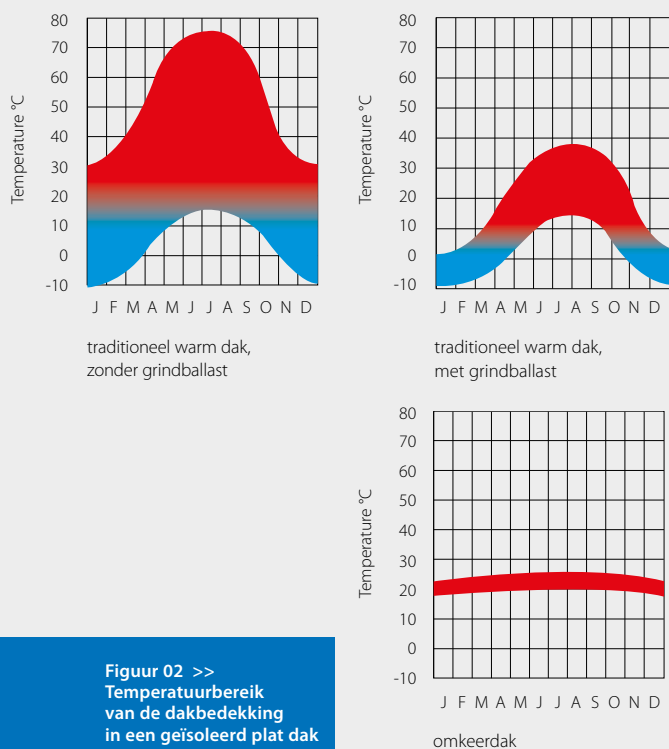 80
70
60
50
40
30
20
10
0
-10
Temperature °C
J F M A M J J A S O N D
traditioneel warm dak,
zonder grindballast
80
70
60
50
40
30
20
10
0
-10
Temperature °C
J F M A M J J A S O N D
traditioneel warm dak,
met grindballast
80
70
60
50
40
30
20
10
0
-10
Temperature °C
J F M A M J J A S O N D
omkeerdak
Figuur 02 >>
Temperatuurbereik
van de dakbedekking
in een geïsoleerd plat dak